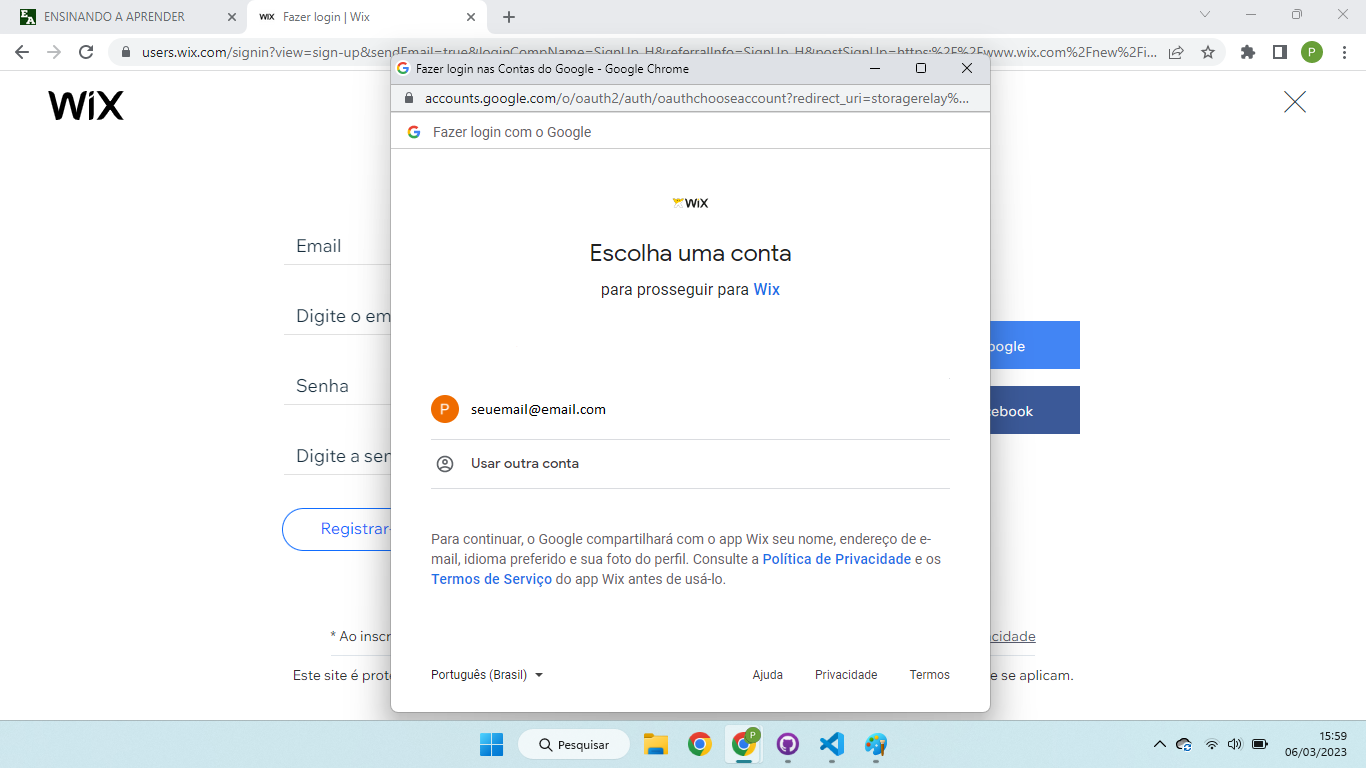 ENSINANDO A APRENDER
WiX Fazer login | Wix
users.wix.com/signin?view=sign-up&sendEmail=true&loginCompName=SignUp_H&referralInfo=SignUp_H&postSignUp=https:%2F%2Fwww.wix.com%2Fnew%2Fi...
P
Fazer login nas Contas do Google - Google Chrome
accounts.google.com/o/oauth2/auth/oauthchooseaccount?redirect_uri=storagerelay%...
WiX
Fazer login com o Google
WiX
Escolha uma conta
para prosseguir para Wix
Email
Digite o em
Senha
Digite a sen
Registrar-
oogle
cebook
P
seuemail@email.com
Usar outra conta
Para continuar, o Google compartilhará com o app Wix seu nome, endereço de e-
mail, idioma preferido e sua foto do perfil. Consulte a Política de Privacidade e os
Termos de Serviço do app Wix antes de usá-lo.
* Ao inscr
cidade
Este site é prot
e se aplicam.
Português (Brasil)
Ajuda
Privacidade
Termos
Pesquisar
P
15:59
06/03/2023